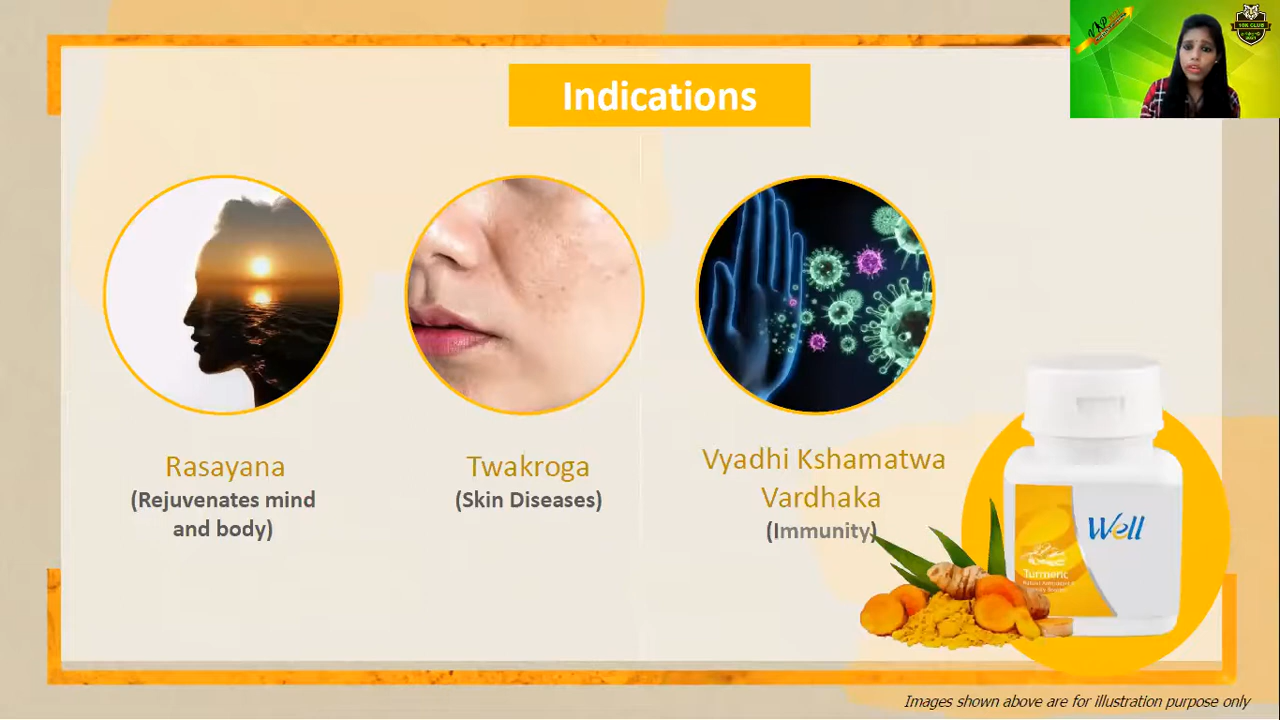 Indications
Rasayana
(Rejuvenates mind
and body)
Twakroga
(Skin Diseases)
Vyadhi Kshamatwa
Vardhaka
(Immunity)
Well
Turmeric
Images shown above are for illustration purpose only